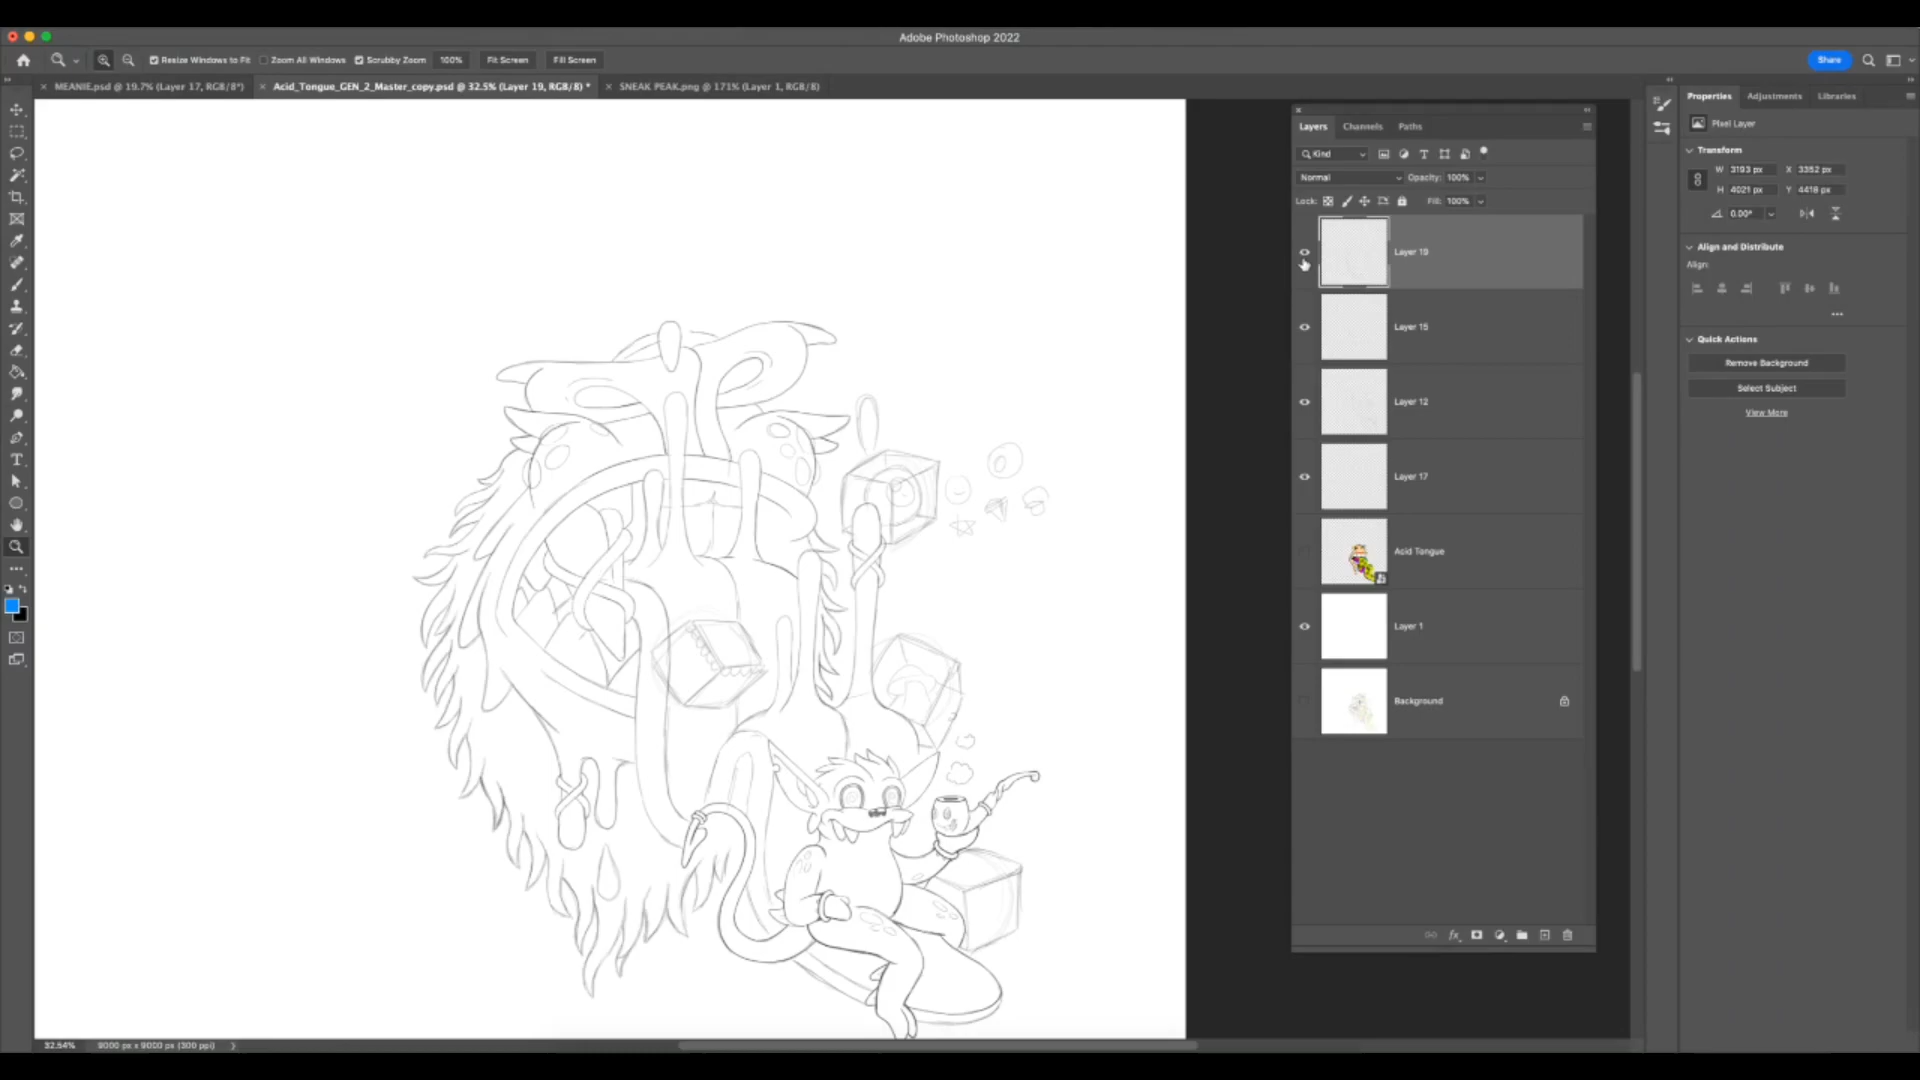 Adobe Photoshop 2022
Resize Windows to Fit Zoom All Windows Scrubby Zoom 100% Fit Screen Fill Screen Share
MEANIE.psd @ 19.7% (Layer 17, RGB/8*) Acid_Tongue_GEN_2_Master_copy.psd @ 32.5% (Layer 19, RGB/8) * SNEAK PEAK.png @ 171% (Layer 1, RGB/8)
Layers Channels Paths
Kind
Normal Opacity: 100%
Lock: Fill: 100%
Layer 19
Layer 15
Layer 12
Layer 17
Acid Tongue
Layer 1
Background
Properties Adjustments Libraries
Pixel Layer
Transform
W 3193 px X 3352 px
H 4021 px Y 4418 px
0.00°
Align and Distribute
Align:
Quick Actions
Remove Background
Select Subject
View More
32.54% 9000 px x 9000 px (300 ppi)